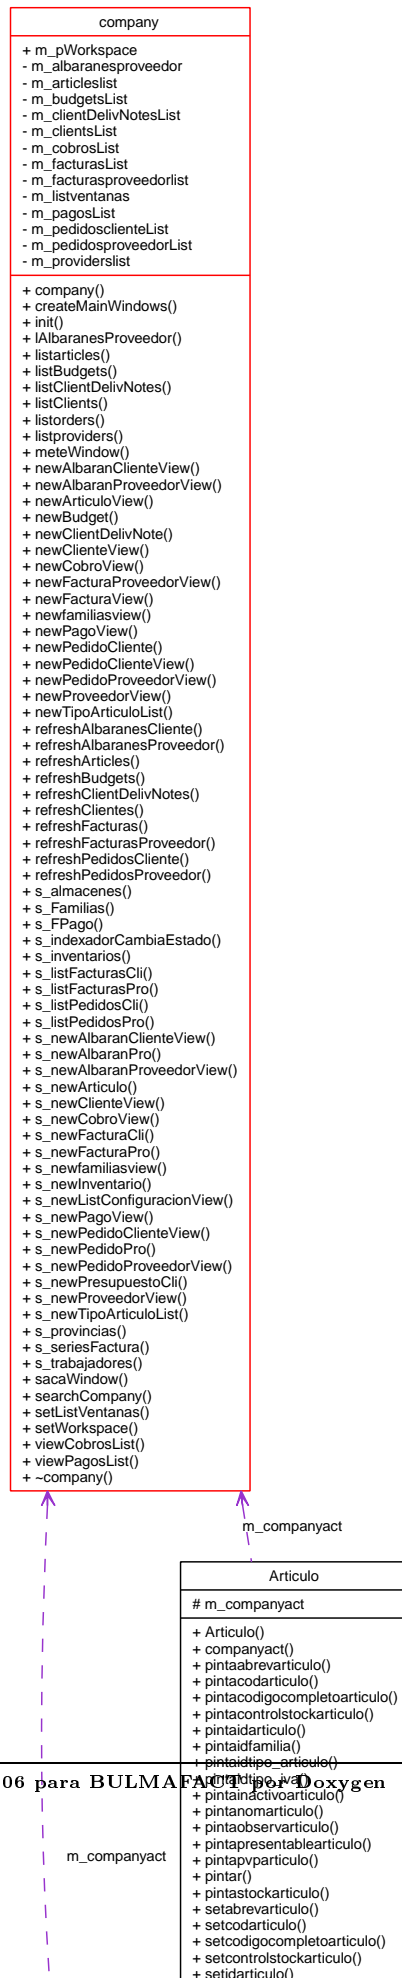 company
+ m_pWorkspace
- m_albaranesproveedor
- m_articleslist
- m_budgetsList
- m_clientDelivNotesList
- m_clientsList
- m_cobrosList
- m_facturasList
- m_facturasproveedorlist
- m_listventanas
- m_pagosList
- m_pedidosclienteList
- m_pedidosproveedorList
- m_providerslist
+ company()
+ createMainWindows()
+ init()
+ lAlbaranesProveedor()
+ listarticles()
+ listBudgets()
+ listClientDelivNotes()
+ listClients()
+ listorders()
+ listproviders()
+ meteWindow()
+ newAlbaranClienteView()
+ newAlbaranProveedorView()
+ newArticuloView()
+ newBudget()
+ newClientDelivNote()
+ newClienteView()
+ newCobroView()
+ newFacturaProveedorView()
+ newFacturaView()
+ newfamiliasview()
+ newPagoView()
+ newPedidoCliente()
+ newPedidoClienteView()
+ newPedidoProveedorView()
+ newProveedorView()
+ newTipoArticuloList()
+ refreshAlbaranesCliente()
+ refreshAlbaranesProveedor()
+ refreshArticles()
+ refreshBudgets()
+ refreshClientDelivNotes()
+ refreshClientes()
+ refreshFacturas()
+ refreshFacturasProveedor()
+ refreshPedidosCliente()
+ refreshPedidosProveedor()
+ s_almacenes()
+ s_Familias()
+ s_FPago()
+ s_indexadorCambiaEstado()
+ s_inventarios()
+ s_listFacturasCli()
+ s_listFacturasPro()
+ s_listPedidosCli()
+ s_listPedidosPro()
+ s_newAlbaranClienteView()
+ s_newAlbaranPro()
+ s_newAlbaranProveedorView()
+ s_newArticulo()
+ s_newClienteView()
+ s_newCobroView()
+ s_newFacturaCli()
+ s_newFacturaPro()
+ s_newfamiliasview()
+ s_newInventario()
+ s_newListConfiguracionView()
+ s_newPagoView()
+ s_newPedidoClienteView()
+ s_newPedidoPro()
+ s_newPedidoProveedorView()
+ s_newPresupuestoCli()
+ s_newProveedorView()
+ s_newTipoArticuloList()
+ s_provincias()
+ s_seriesFactura()
+ s_trabajadores()
+ sacaWindow()
+ searchCompany()
+ setListVentanas()
+ setWorkspace()
+ viewCobrosList()
+ viewPagosList()
+ ~company()
m_companyact
Articulo
# m_companyact
+ Articulo()
+ companyact()
+ pintaabrevarticulo()
+ pintacodarticulo()
+ pintacodigocompletoarticulo()
+ pintacontrolstockarticulo()
+ pintaidarticulo()
+ pintaidfamilia()
+ pintaidtipo_articulo()
+ pintaidtipo_iva()
06 para BULMAFACT por Doxygen
+ pintainactivoarticulo()
+ pintanomarticulo()
+ pintaobservarticulo()
+ pintapresentablearticulo()
m_companyact
+ pintapvparticulo()
+ pintar()
+ pintastockarticulo()
+ setabrevarticulo()
+ setcodarticulo()
+ setcodigocompletoarticulo()
+ setcontrolstockarticulo()
+ setidarticulo()